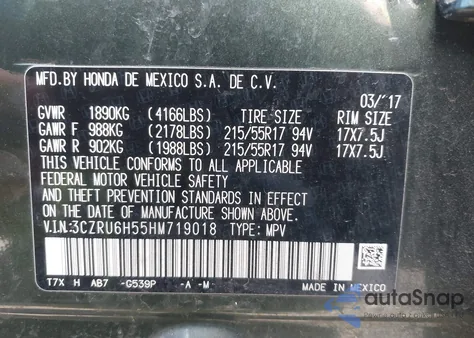 MFD.BY HONDA DE MEXICO S.A. DE C.V.
03/'17
GVWR 1890KG (4166LBS) TIRE SIZE RIM SIZE
GAWR F 988KG (2178LBS) 215/55R17 94V 17X7.5J
GAWR R 902KG (1988LBS) 215/55R17 94V 17X7.5J
THIS VEHICLE CONFORMS TO ALL APPLICABLE
FEDERAL MOTOR VEHICLE SAFETY
AND THEFT PREVENTION STANDARDS IN EFFECT
ON THE DATE OF MANUFACTURE SHOWN ABOVE.
V.I.N:3CZRU6H55HM719018 TYPE: MPV
T7X H AB7 -G539P -A -M MADE IN MEXICO
autoSnap